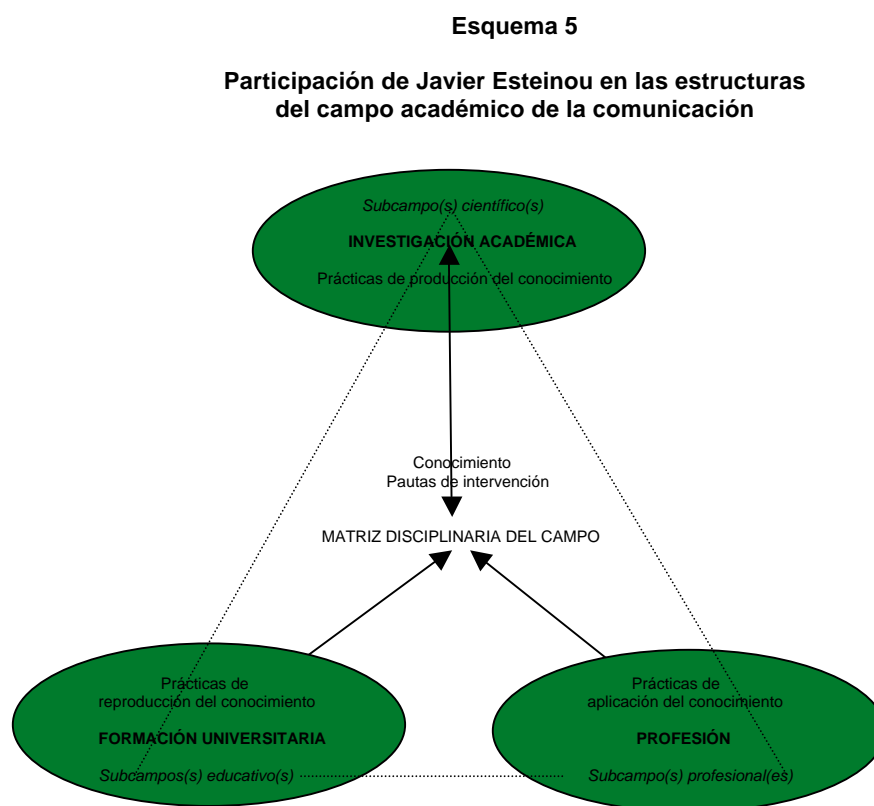 Esquema 5
Participación de Javier Esteinou en las estructuras
del campo académico de la comunicación
Subcampo(s) científico(s)
INVESTIGACIÓN ACADÉMICA
Prácticas de producción del conocimiento
Conocimiento
Pautas de intervención
MATRIZ DISCIPLINARIA DEL CAMPO
Prácticas de
reproducción del conocimiento
FORMACIÓN UNIVERSITARIA
Subcampos(s) educativo(s)
Prácticas de
aplicación del conocimiento
PROFESIÓN
Subcampo(s) profesional(es)